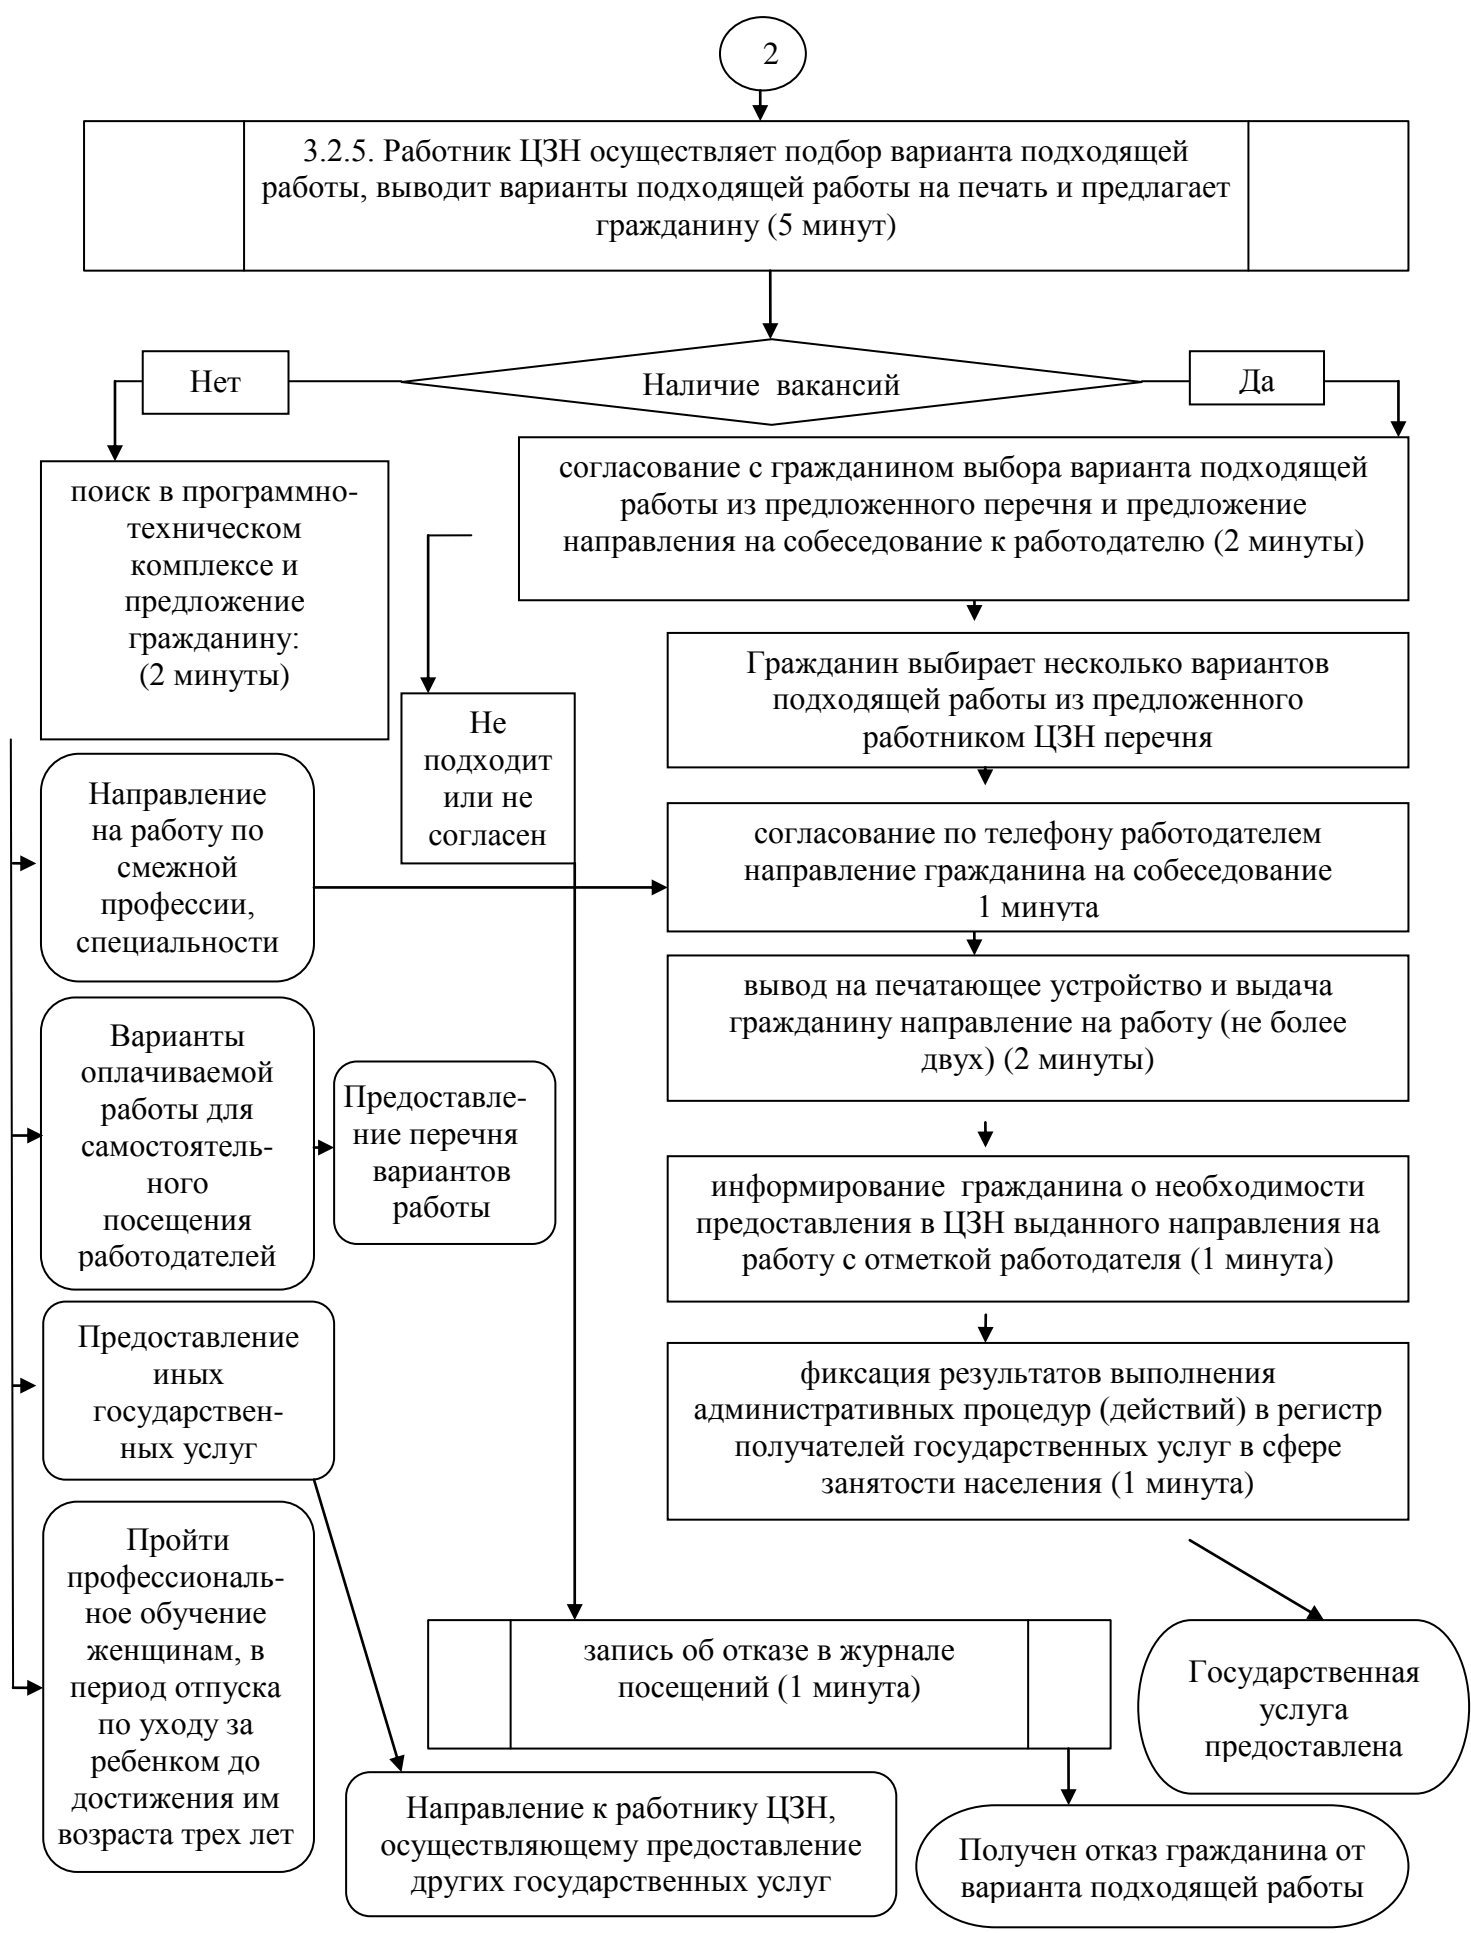 2
3.2.5. Работник ЦЗН осуществляет подбор варианта подходящей
работы, выводит варианты подходящей работы на печать и предлагает
гражданину (5 минут)
Нет
Наличие  вакансий
Да
поиск в программно-
техническом
комплексе и
предложение
гражданину:
(2 минуты)
согласование с гражданином выбора варианта подходящей
работы из предложенного перечня и предложение
направления на собеседование к работодателю (2 минуты)
Гражданин выбирает несколько вариантов
подходящей работы из предложенного
работником ЦЗН перечня
Не
подходит
или не
согласен
Направление
на работу по
смежной
профессии,
специальности
согласование по телефону работодателем
направление гражданина на собеседование
1 минута
вывод на печатающее устройство и выдача
гражданину направление на работу (не более
двух) (2 минуты)
Варианты
оплачиваемой
работы для
самостоятель-
ного
посещения
работодателей
Предоставле-
ние перечня
вариантов
работы
информирование  гражданина о необходимости
предоставления в ЦЗН выданного направления на
работу с отметкой работодателя (1 минута)
Предоставление
иных
государствен-
ных услуг
фиксация результатов выполнения
административных процедур (действий) в регистр
получателей государственных услуг в сфере
занятости населения (1 минута)
Пройти
профессиональ-
ное обучение
женщинам, в
период отпуска
по уходу за
ребенком до
достижения им
возраста трех лет
запись об отказе в журнале
посещений (1 минута)
Государственная
услуга
предоставлена
Направление к работнику ЦЗН,
осуществляющему предоставление
других государственных услуг
Получен отказ гражданина от
варианта подходящей работы